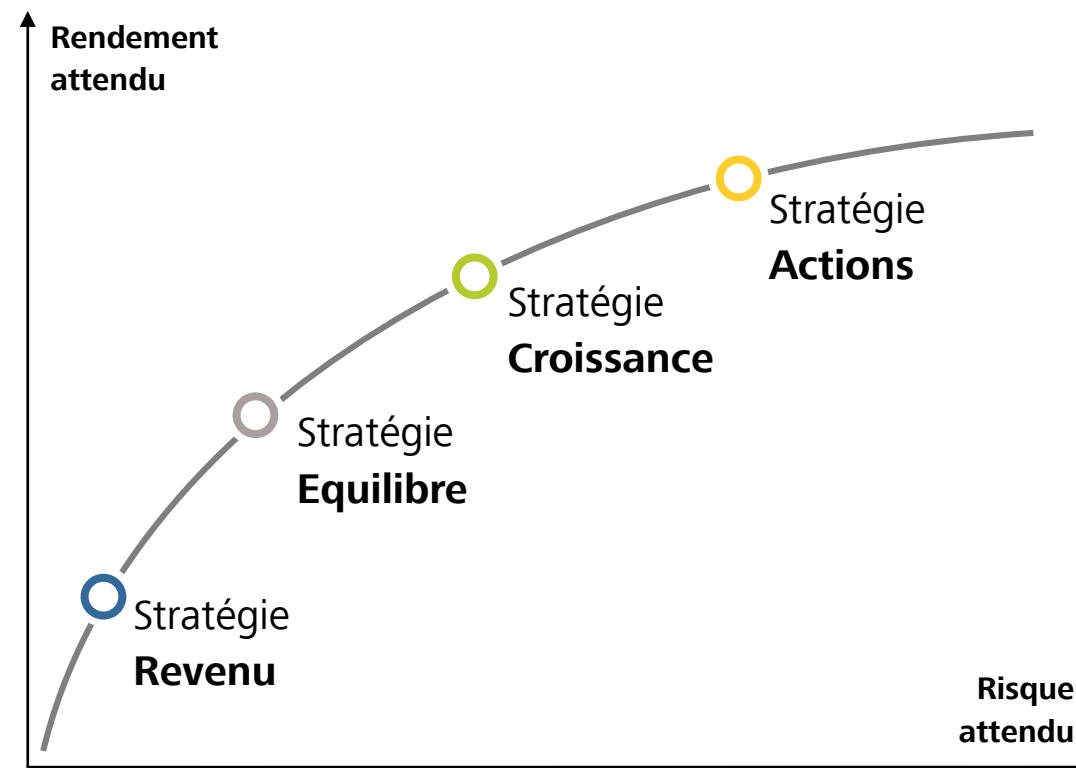 Rendement
attendu
Stratégie
Actions
Stratégie
Croissance
Stratégie
Equilibre
Stratégie
Revenu
Risque
attendu